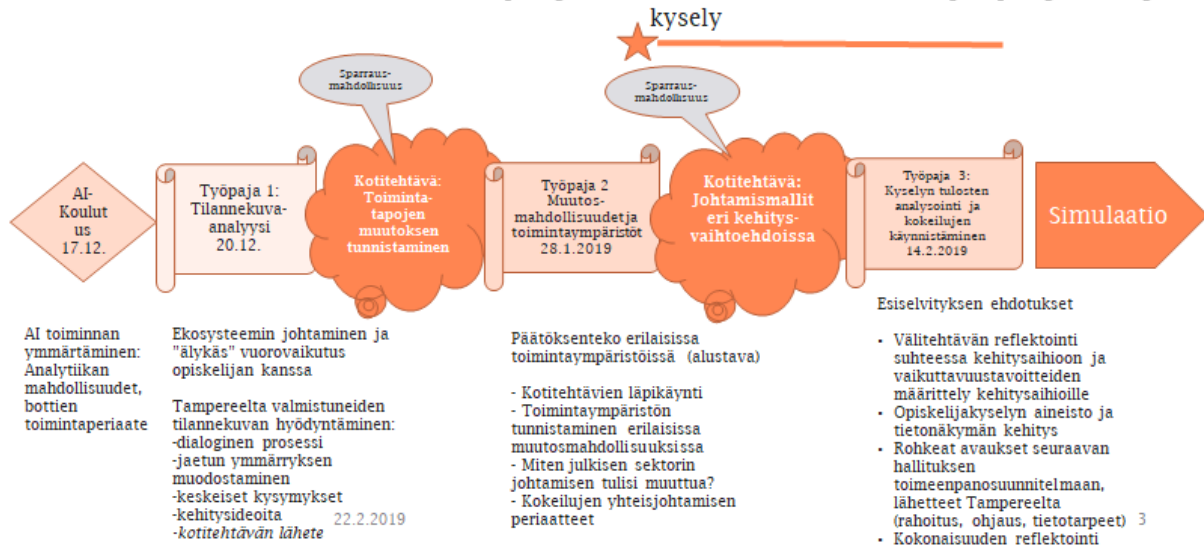 kysely
Sparraus-
mahdollisuus
Sparraus-
mahdollisuus
AI-
Koulut
us
17.12.
Työpaja 1:
Tilannekuva-
analyysi
20.12.
Kotitehtävä:
Toiminta-
tapojen
muutoksen
tunnistaminen
Työpaja 2
Muutos-
mahdollisuudet ja
toimintaympäristöt
28.1.2019
Kotitehtävä:
Johtamismallit
eri kehitys-
vaihtoehdoissa
Työpaja 3:
Kyselyn tulosten
analysointi ja
kokeilujen
käynnistäminen
14.2.2019
Simulaatio
AI toiminnan
ymmärtäminen:
Analytiikan
mahdollisuudet,
bottien
toimintaperiaate
Ekosysteemin johtaminen ja
"älykäs" vuorovaikutus
opiskelijan kanssa
Tampereelta valmistuneiden
tilannekuvan hyödyntäminen:
-dialoginen prosessi
-jaetun ymmärryksen
muodostaminen
-keskeiset kysymykset
-kehitysideoita
-kotitehtävän lähete
22.2.2019
Päätöksenteko erilaisissa
toimintaympäristöissä (alustava)
- Kotitehtävien läpikäynti
- Toimintaympäristön
tunnistaminen erilaisissa
muutosmahdollisuuksissa
- Miten julkisen sektorin
johtamisen tulisi muuttua?
- Kokeilujen yhteisjohtamisen
periaatteet
Esiselvityksen ehdotukset
• Välitehtävän reflektointi
suhteessa kehitysaihioon ja
vaikuttavuustavoitteiden
määrittely kehitysaihioille
• Opiskelijakyselyn aineisto ja
tietonäkymän kehitys
• Rohkeat avaukset seuraavan
hallituksen
toimeenpanosuunnitelmaan,
lähetteet Tampereelta
(rahoitus, ohjaus, tietotarpeet)
• Kokonaisuuden reflektointi
3